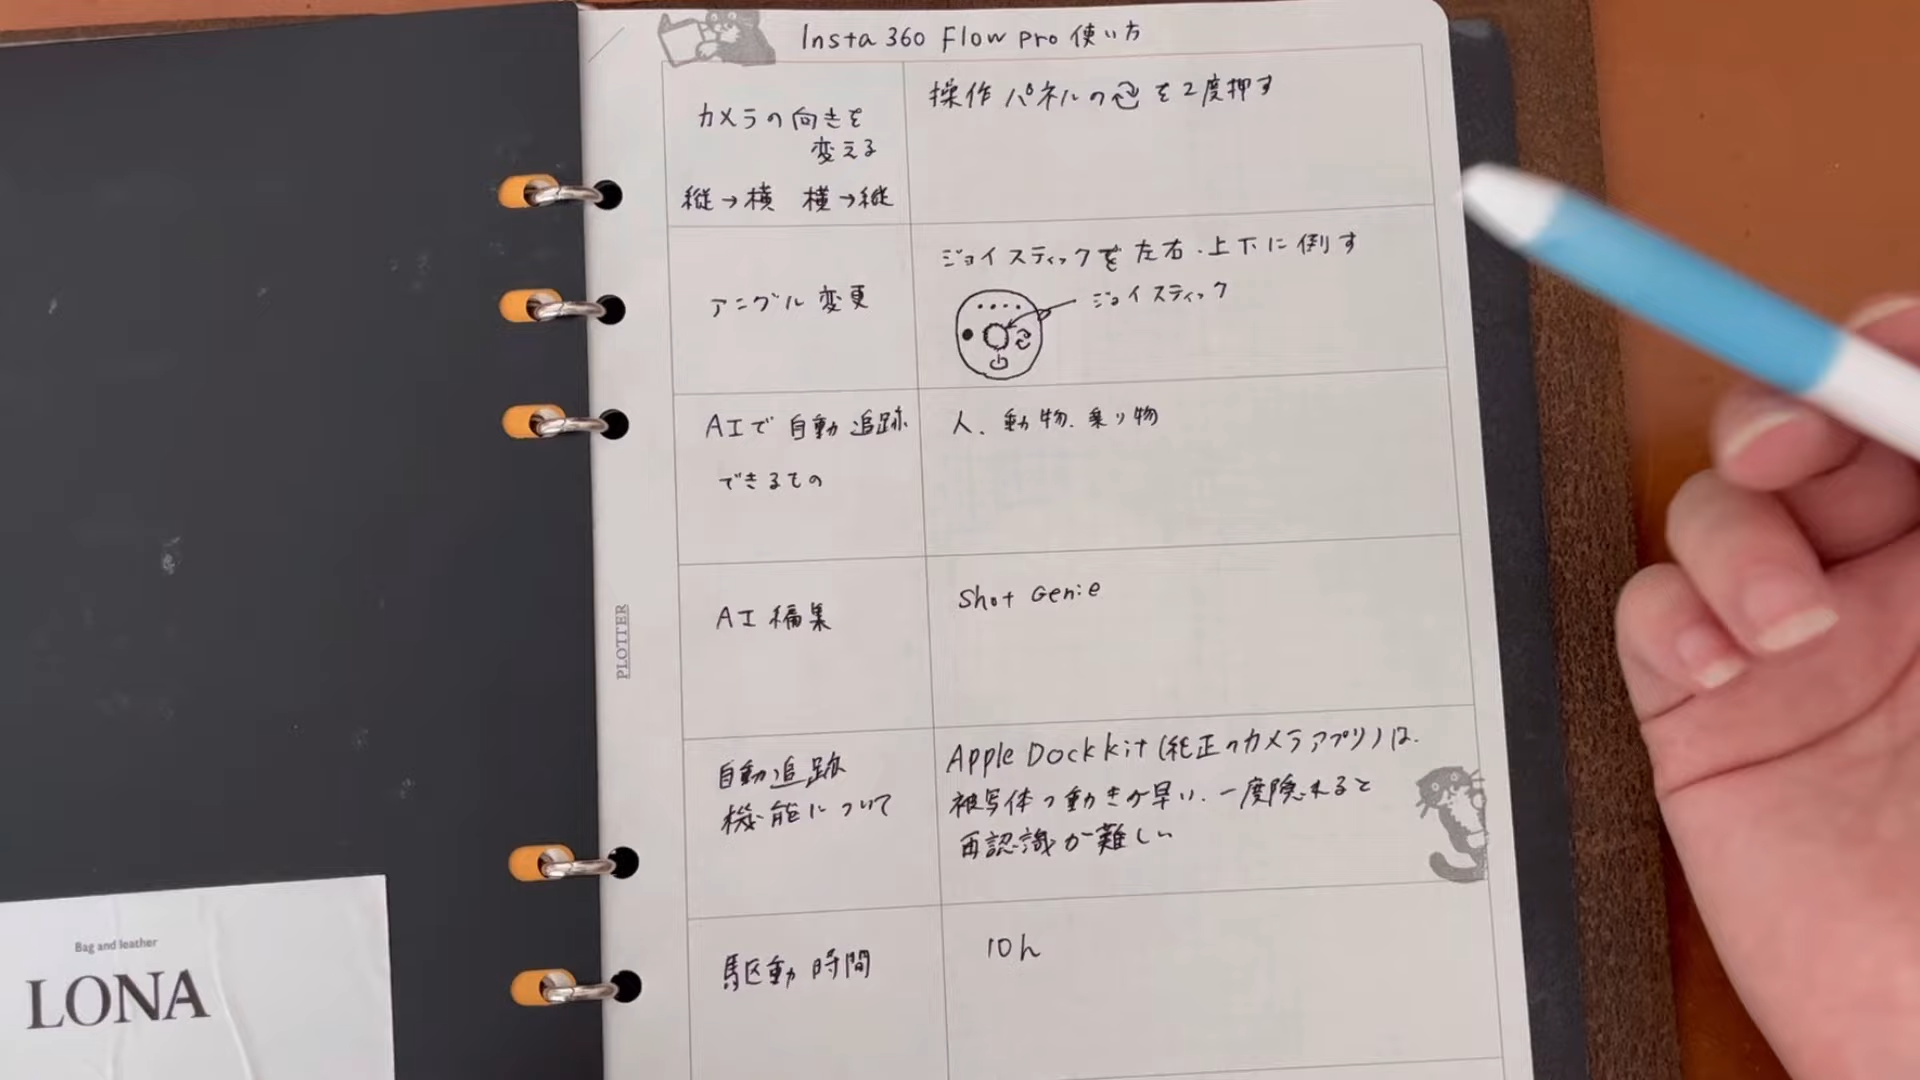 Insta 360 Flow pro 使い方
カメラの向きを
変える
縦→横 横→縦
操作パネルの を2度押す
アングル変更
ジョイスティックを左右・上下に倒す
ジョイスティック
AIで自動追跡
できるもの
人、動物、乗り物
AI編集
Shot Genie
自動追跡
機能について
Apple Dockkit(純正のカメラアプリ)は、
被写体の動きが早い、一度隠れると
再認識が難しい
駆動時間
10h
PLOTTER
Bag and leather
LONA